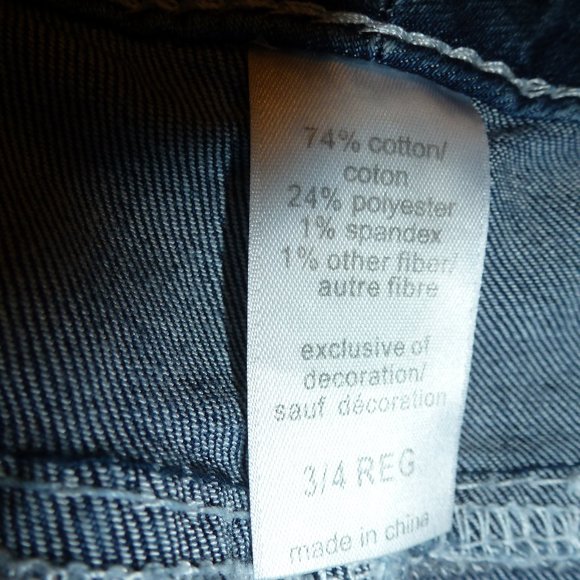 74% cotton/
coton
24% polyester
1% spandex
1% other fiber/
autre fibre
exclusive of
decoration/
sauf décoration
3/4 REG
made in china